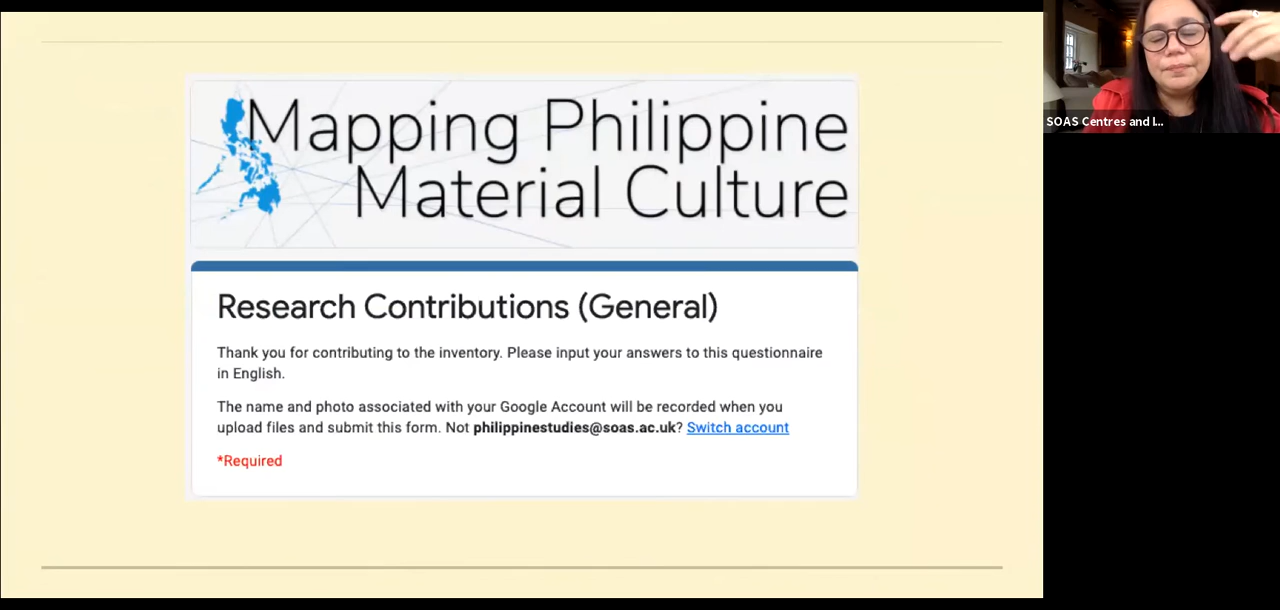 Mapping Philippine
Material Culture
Research Contributions (General)
Thank you for contributing to the inventory. Please input your answers to this questionnaire
in English.
The name and photo associated with your Google Account will be recorded when you
upload files and submit this form. Not philippinestudies@soas.ac.uk? Switch account
*Required
SOAS Centres and I...